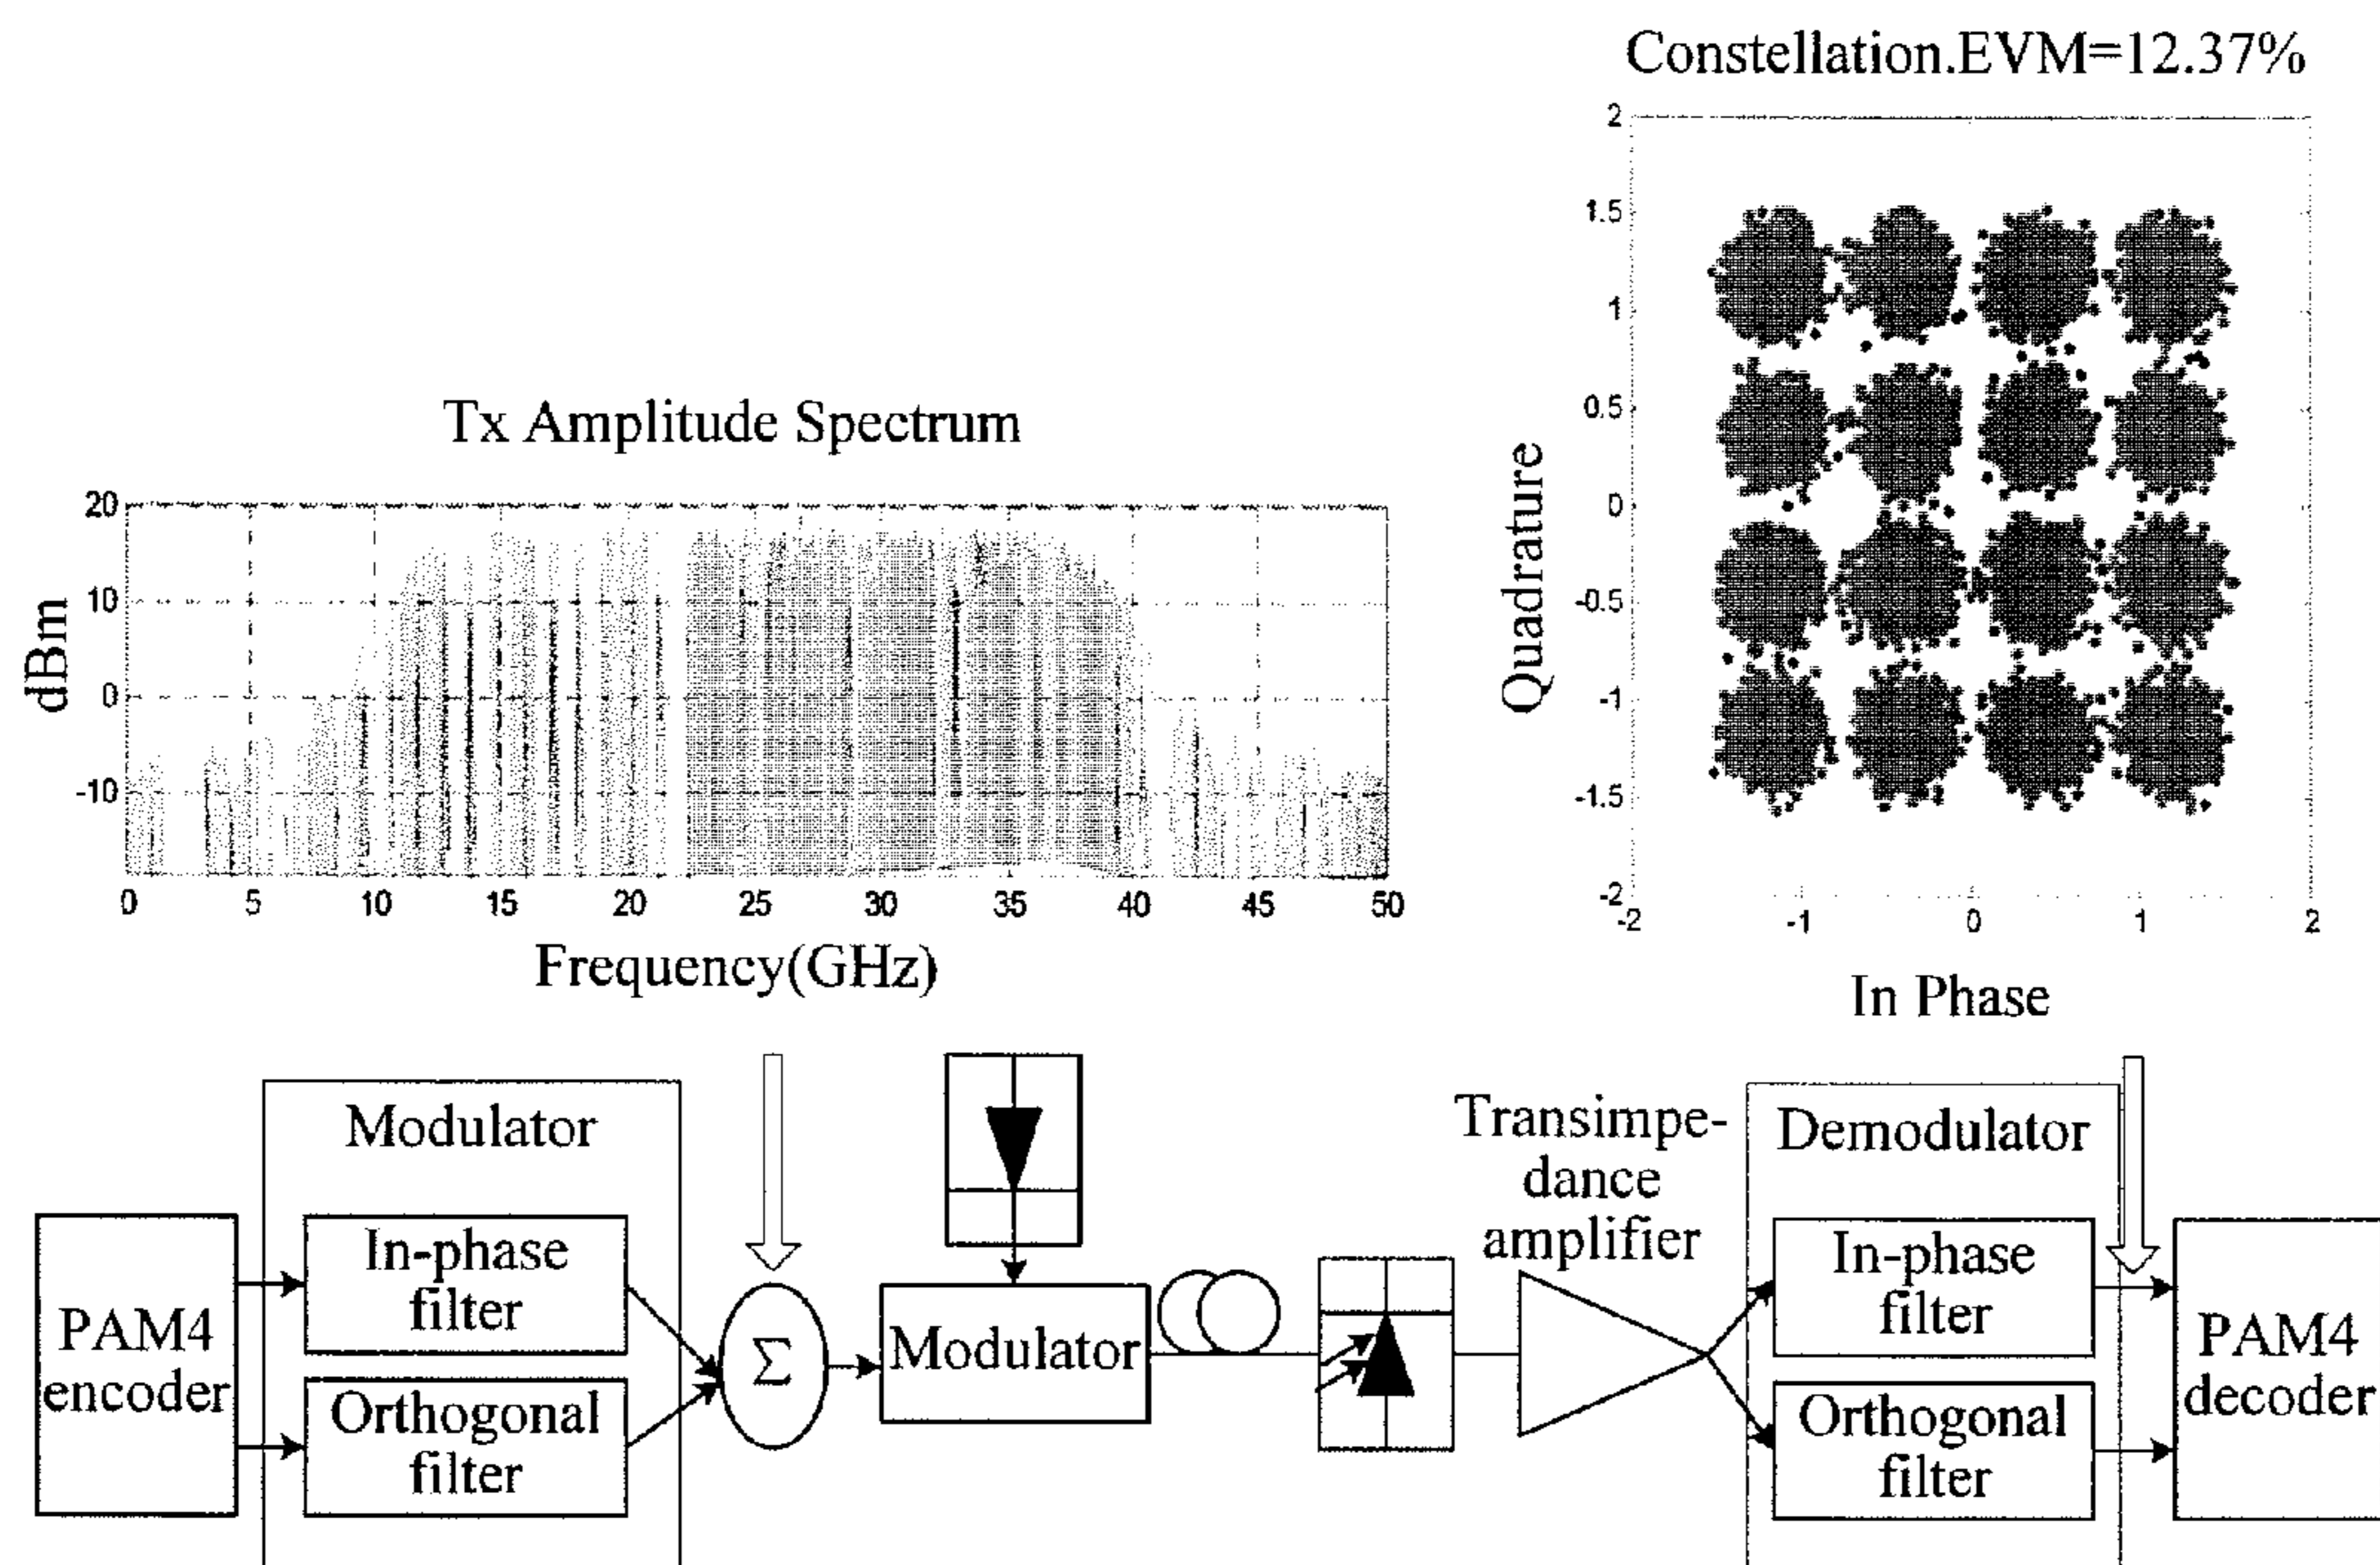 Constellation.EVM=12.37%
2
1.5
1
0.5
0
-0.5
-1
-1.5
-2
Quadrature
-2
-1
0
1
2
In Phase
Tx Amplitude Spectrum
20
10
0
-10
dBm
0
5
10
15
20
25
30
35
40
45
50
Frequency(GHz)
PAM4
encoder
Modulator
In-phase
filter
Orthogonal
filter
Σ
Modulator
Transimpe-
dance
amplifier
Demodulator
In-phase
filter
Orthogonal
filter
PAM4
decoder